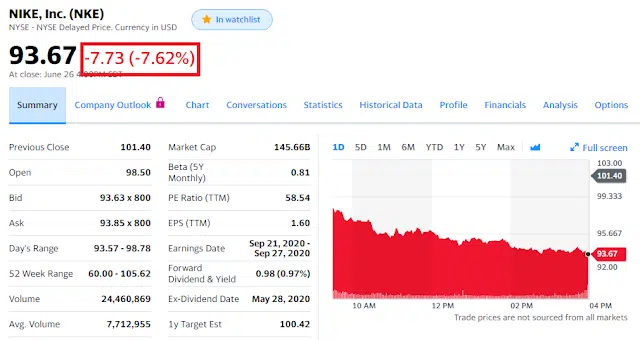 NIKE, Inc. (NKE)
NYSE - NYSE Delayed Price. Currency in USD
In watchlist
93.67 -7.73 (-7.62%)
At close: June 26 4:00PM EDT
Summary Company Outlook Chart Conversations Statistics Historical Data Profile Financials Analysis Options
Previous Close 101.40
Open 98.50
Bid 93.63 x 800
Ask 93.85 x 800
Day's Range 93.57 - 98.78
52 Week Range 60.00 - 105.62
Volume 24,460,869
Avg. Volume 7,712,955
Market Cap 145.66B
Beta (5Y
Monthly) 0.81
PE Ratio (TTM) 58.54
EPS (TTM) 1.60
Earnings Date Sep 21, 2020 -
Sep 27, 2020
Forward
Dividend & Yield 0.98 (0.97%)
Ex-Dividend Date May 28, 2020
1y Target Est 100.42
1D 5D 1M 6M YTD 1Y 5Y Max Full screen
103.00
101.40
99.333
95.667
93.67
92.00
10 AM 12 PM 02 PM 04 PM
Trade prices are not sourced from all markets